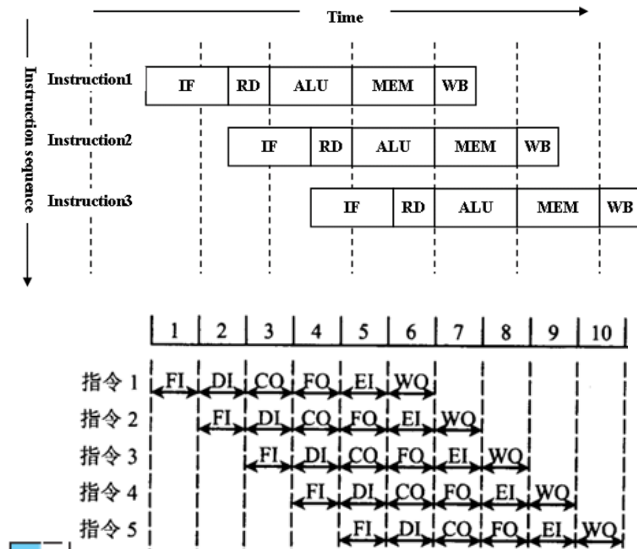 Time
Instruction sequence
Instruction1 IF RD ALU MEM WB
Instruction2 IF RD ALU MEM WB
Instruction3 IF RD ALU MEM WB
1 2 3 4 5 6 7 8 9 10
指令 1 FI DI CO FO EI WO
指令 2 FI DI CO FO EI WO
指令 3 FI DI CO FO EI WO
指令 4 FI DI CO FO EI WO
指令 5 FI DI CO FO EI WO